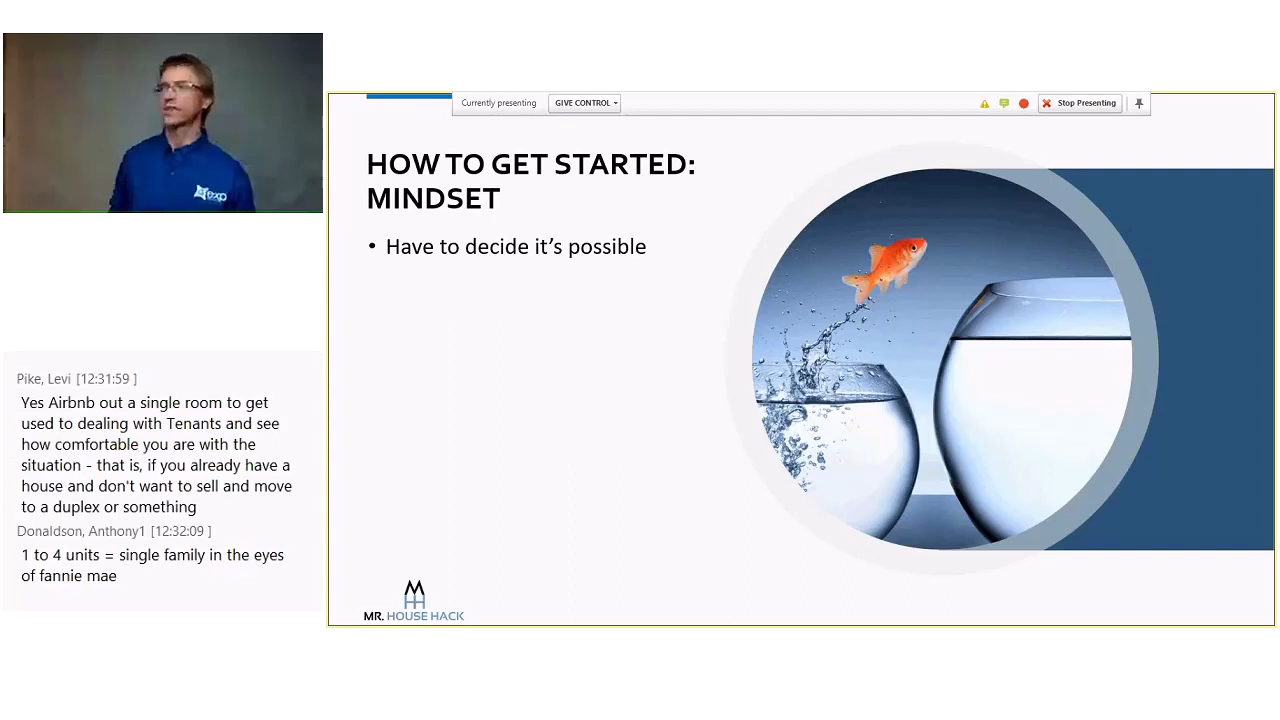 exp
Currently presenting
GIVE CONTROL
Stop Presenting
HOW TO GET STARTED:
MINDSET
• Have to decide it’s possible
MR. HOUSE HACK
Pike, Levi [12:31:59 ]
Yes Airbnb out a single room to get
used to dealing with Tenants and see
how comfortable you are with the
situation - that is, if you already have a
house and don't want to sell and move
to a duplex or something
Donaldson, Anthony1 [12:32:09 ]
1 to 4 units = single family in the eyes
of fannie mae